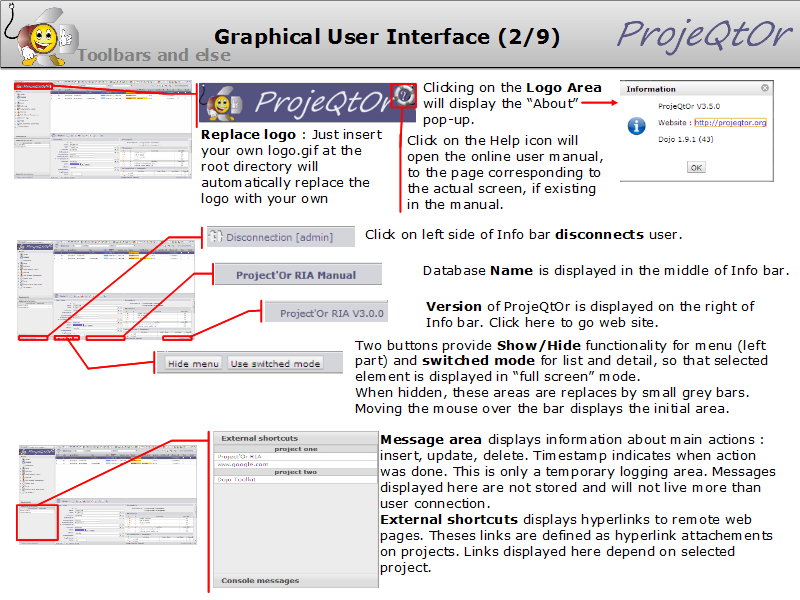 Graphical User Interface (2/9)
ProjeQtOr
Toolbars and else
ProjeQtOr
Clicking on the Logo Area
will display the “About”
pop-up.
Information
ProjeQtOr V3.5.0
Website : http://projeqtor.org
Dojo 1.9.1 (43)
OK
Replace logo : Just insert
your own logo.gif at the
root directory will
automatically replace the
logo with your own
Click on the Help icon will
open the online user manual,
to the page corresponding to
the actual screen, if existing
in the manual.
Disconnection [admin]
Click on left side of Info bar disconnects user.
Project'Or RIA Manual
Database Name is displayed in the middle of Info bar.
Project'Or RIA V3.0.0
Version of ProjeQtOr is displayed on the right of
Info bar. Click here to go web site.
Hide menu
Use switched mode
Two buttons provide Show/Hide functionality for menu (left
part) and switched mode for list and detail, so that selected
element is displayed in “full screen” mode.
When hidden, these areas are replaces by small grey bars.
Moving the mouse over the bar displays the initial area.
External shortcuts
project one
Project'Or RIA
www.google.com
project two
Dojo Toolkit
Console messages
Message area displays information about main actions :
insert, update, delete. Timestamp indicates when action
was done. This is only a temporary logging area. Messages
displayed here are not stored and will not live more than
user connection.
External shortcuts displays hyperlinks to remote web
pages. Theses links are defined as hyperlink attachements
on projects. Links displayed here depend on selected
project.